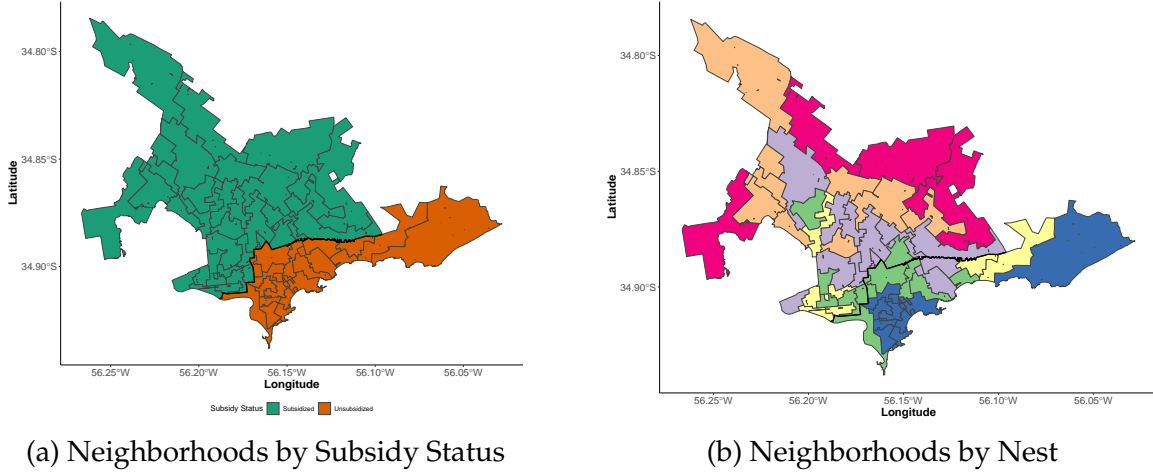 34.80°S
34.85°S
34.90°S
Latitude
56.25°W 56.20°W 56.15°W 56.10°W 56.05°W
Longitude
Subsidy Status Subsidized Unsubsidized
(a) Neighborhoods by Subsidy Status
34.80°S
34.85°S
34.90°S
Latitude
56.25°W 56.20°W 56.15°W 56.10°W 56.05°W
Longitude
(b) Neighborhoods by Nest